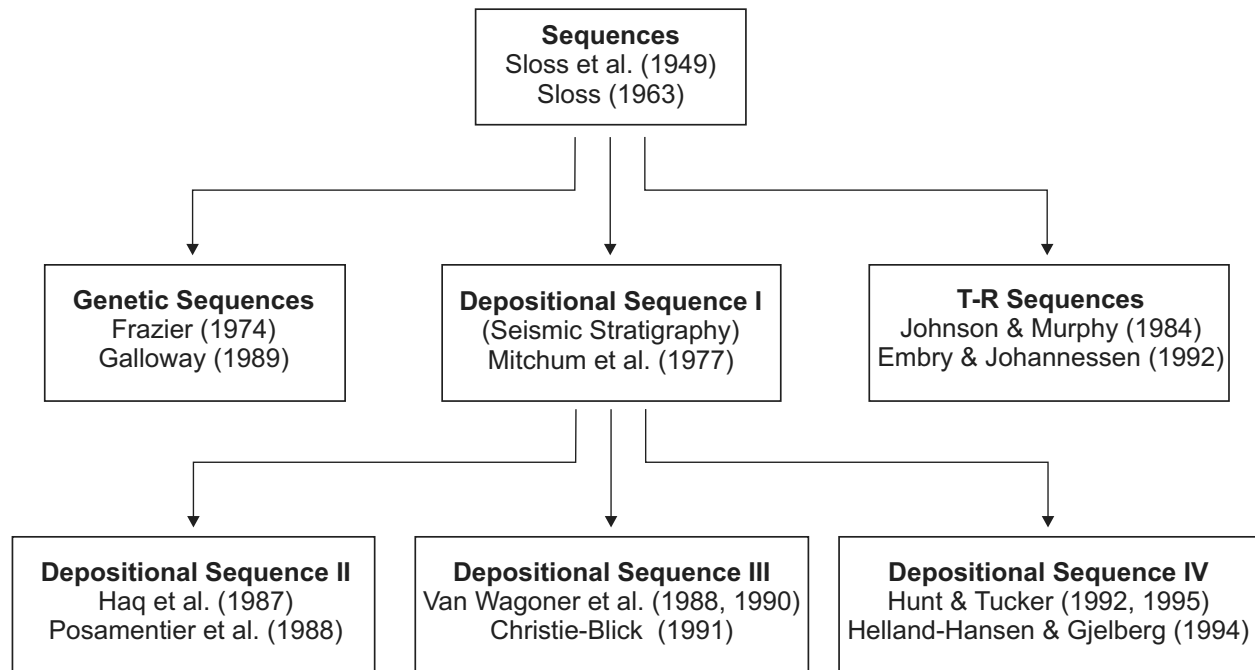 Sequences
Sloss et al. (1949)
Sloss (1963)
Genetic Sequences
Frazier (1974)
Galloway (1989)
Depositional Sequence I
(Seismic Stratigraphy)
Mitchum et al. (1977)
T-R Sequences
Johnson & Murphy (1984)
Embry & Johannessen (1992)
Depositional Sequence II
Haq et al. (1987)
Posamentier et al. (1988)
Depositional Sequence III
Van Wagoner et al. (1988, 1990)
Christie-Blick (1991)
Depositional Sequence IV
Hunt & Tucker (1992, 1995)
Helland-Hansen & Gjelberg (1994)